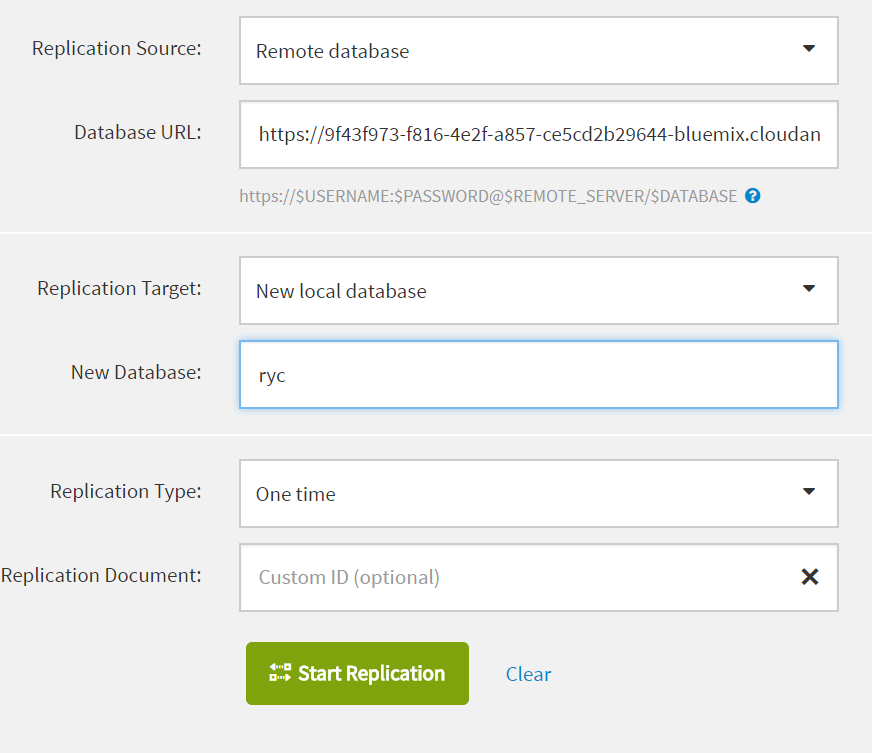 Replication Source: Remote database
Database URL: https://9f43f973-f816-4e2f-a857-ce5cd2b29644-bluemix.cloudan
https://$USERNAME:$PASSWORD@$REMOTE_SERVER/$DATABASE ?
Replication Target: New local database
New Database: ryc
Replication Type: One time
Replication Document: Custom ID (optional)
Start Replication Clear